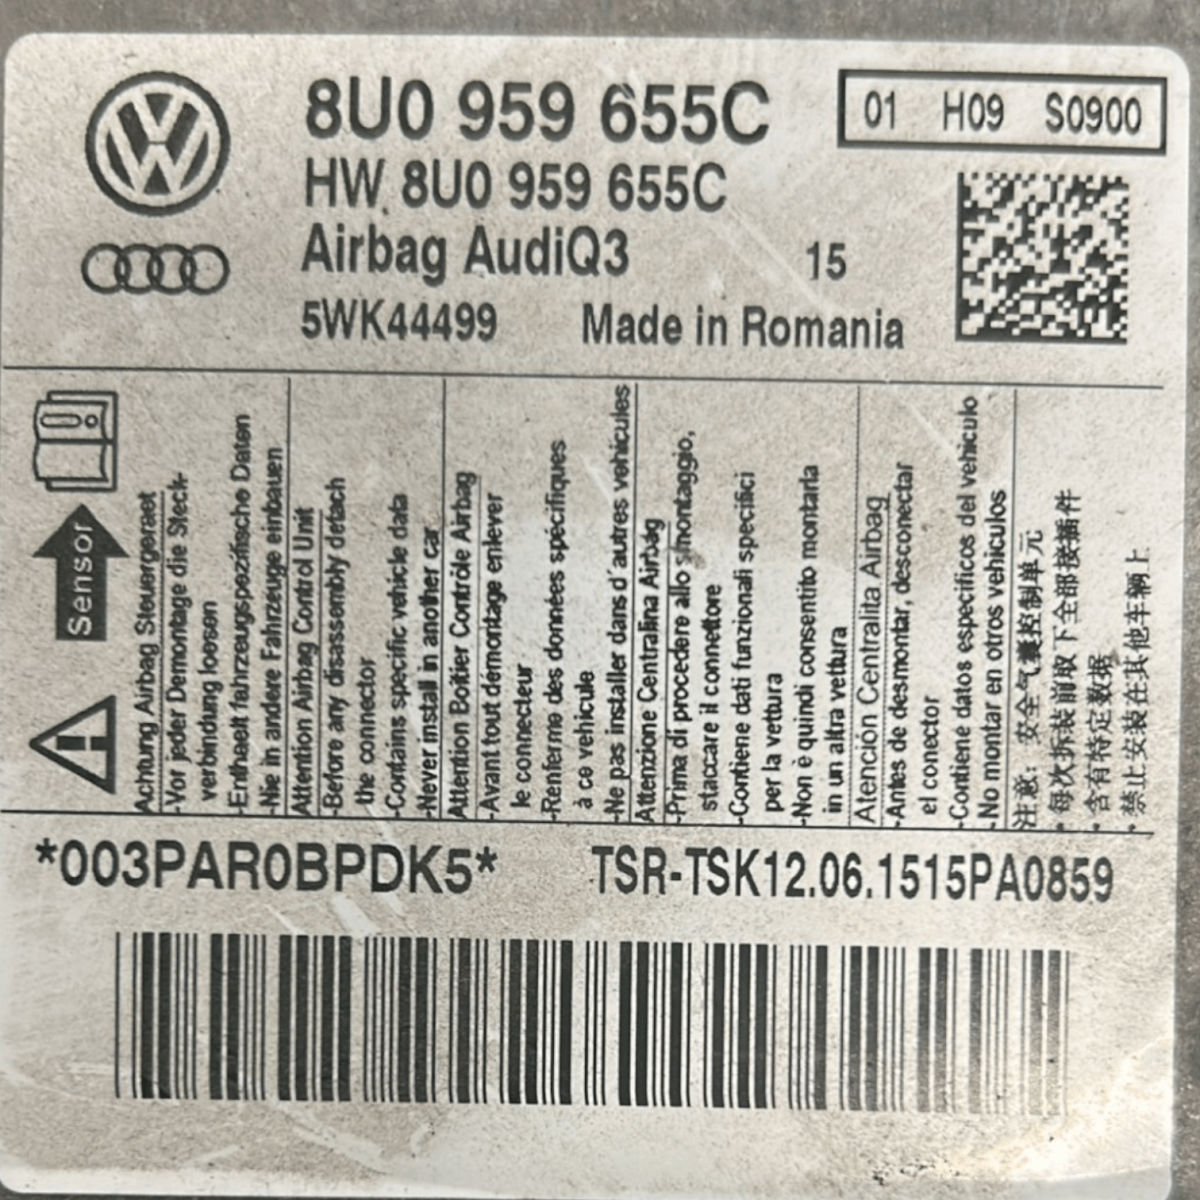 8U0 959 655C
01 H09 S0900
HW 8U0 959 655C
Airbag AudiQ3 15
5WK44499 Made in Romania
Sensor
Achtung Airbag Steuergeraet
-Vor jeder Demontage die Steck-
verbindung loesen
-Enthaelt fahrzeugspezifische Daten
-Nie in andere Fahrzeuge einbauen
Attention Airbag Control Unit
-Before any disassembly detach
the connector
-Contains specific vehicle data
-Never install in another car
Attention Boîtier Contrôle Airbag
-Avant tout démontage enlever
le connecteur
-Renferme des données spécifiques
à ce véhicule
-Ne pas installer dans d'autres véhicules
Attenzione Centralina Airbag
-Prima di procedere allo smontaggio,
staccare il connettore
-Contiene dati funzionali specifici
per la vettura
-Non è quindi consentito montarla
in un altra vettura
Atención Centralita Airbag
-Antes de desmontar, desconectar
el conector
-Contiene datos específicos del vehículo
-No montar en otros vehículos
注意: 安全气囊控制单元
·每次拆装前取下全部接插件
·含有特定数据
·禁止安装在其他车辆上
*003PAR0BPDK5* TSR-TSK12.06.1515PA0859